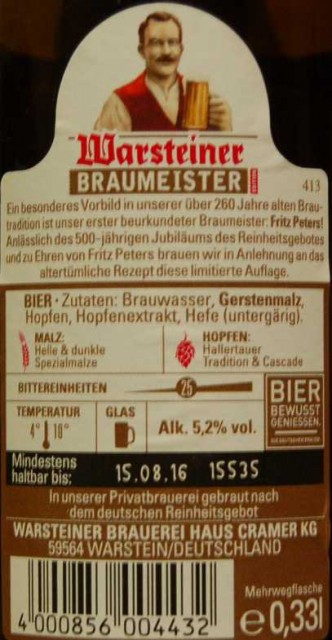 Warsteiner
BRAUMEISTER EDITION
413
Ein besonderes Vorbild in unserer über 260 Jahre alten Brau-
tradition ist unser erster beurkundeter Braumeister: Fritz Peters!
Anlässlich des 500-jährigen Jubiläums des Reinheitsgebotes
und zu Ehren von Fritz Peters brauen wir in Anlehnung an das
altertümliche Rezept diese limitierte Auflage.
BIER · Zutaten: Brauwasser, Gerstenmalz,
Hopfen, Hopfenextrakt, Hefe (untergärig).
MALZ:
Helle & dunkle
Spezialmalze
HOPFEN:
Hallertauer
Tradition & Cascade
BITTEREINHEITEN
25
TEMPERATUR
4° 10°
GLAS
Alk. 5,2% vol.
BIER
BEWUSST
GENIESSEN.
Mindestens
haltbar bis:
15.08.16 15535
In unserer Privatbrauerei gebraut nach
dem deutschen Reinheitsgebot
WARSTEINER BRAUEREI HAUS CRAMER KG
59564 WARSTEIN/DEUTSCHLAND
4 000856 004432
Mehrwegflasche
e 0,33l